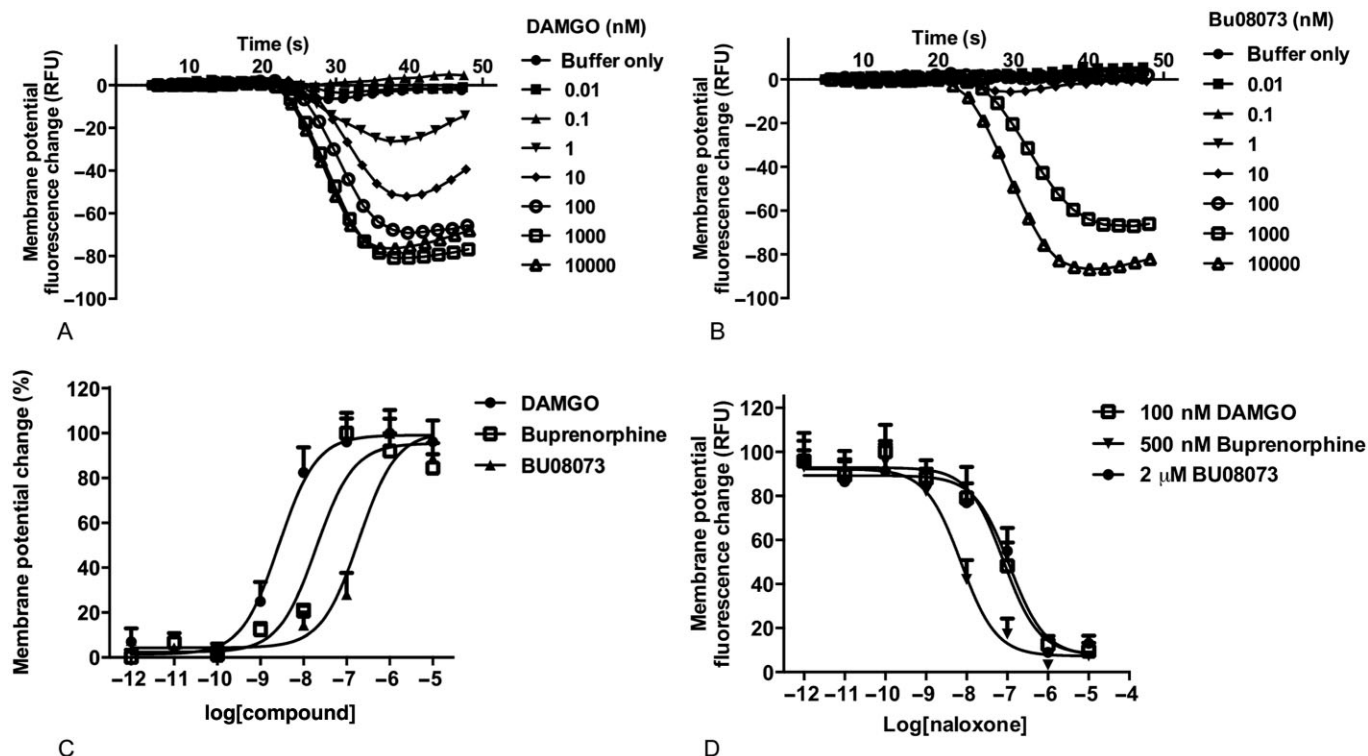 DAMGO (nM)
Time (s)
10 20 30 40 50
Membrane potential
fluorescence change (RFU)
0
−20
−40
−60
−80
−100
Buffer only
0.01
0.1
1
10
100
1000
10000
A
Bu08073 (nM)
Time (s)
10 20 30 40 50
Membrane potential
fluorescence change (RFU)
0
−20
−40
−60
−80
−100
Buffer only
0.01
0.1
1
10
100
1000
10000
B
Membrane potential change (%)
120
100
80
60
40
20
0
−12 −11 −10 −9 −8 −7 −6 −5
log[compound]
DAMGO
Buprenorphine
BU08073
C
Membrane potential
fluorescence change (RFU)
120
100
80
60
40
20
0
−12 −11 −10 −9 −8 −7 −6 −5 −4
Log[naloxone]
100 nM DAMGO
500 nM Buprenorphine
2 μM BU08073
D